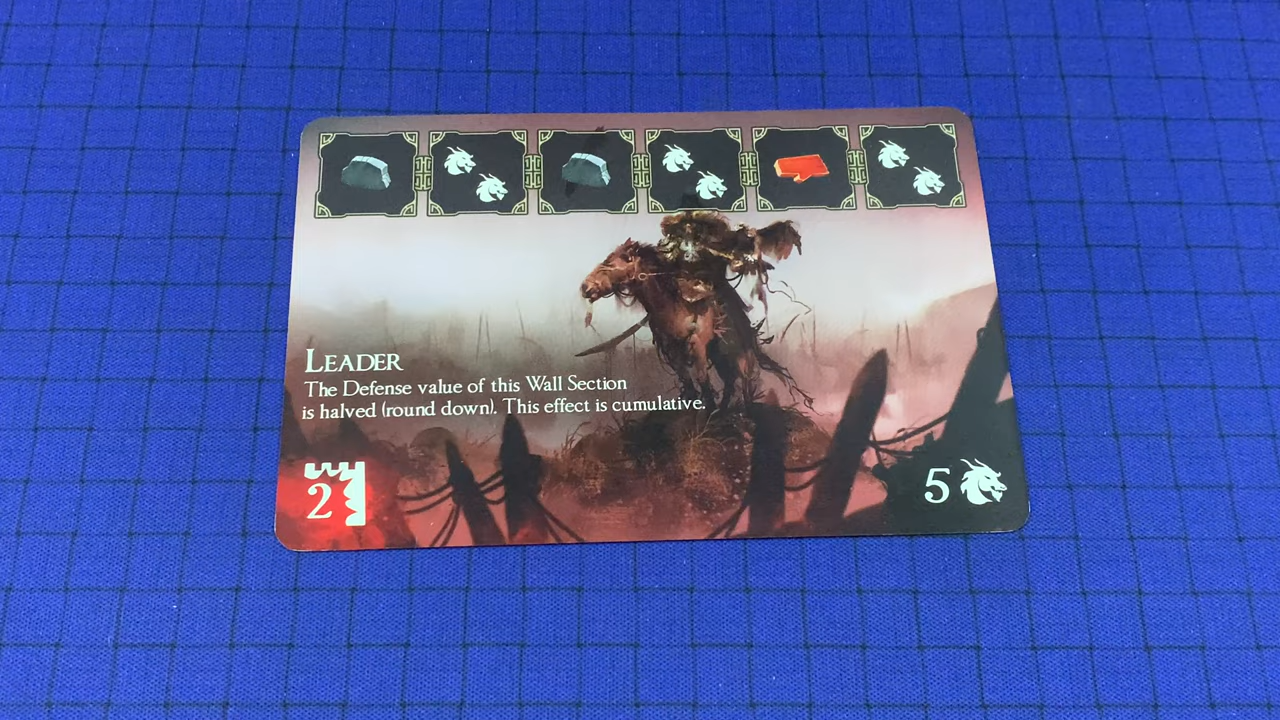 LEADER
The Defense value of this Wall Section
is halved (round down). This effect is cumulative.
2
5